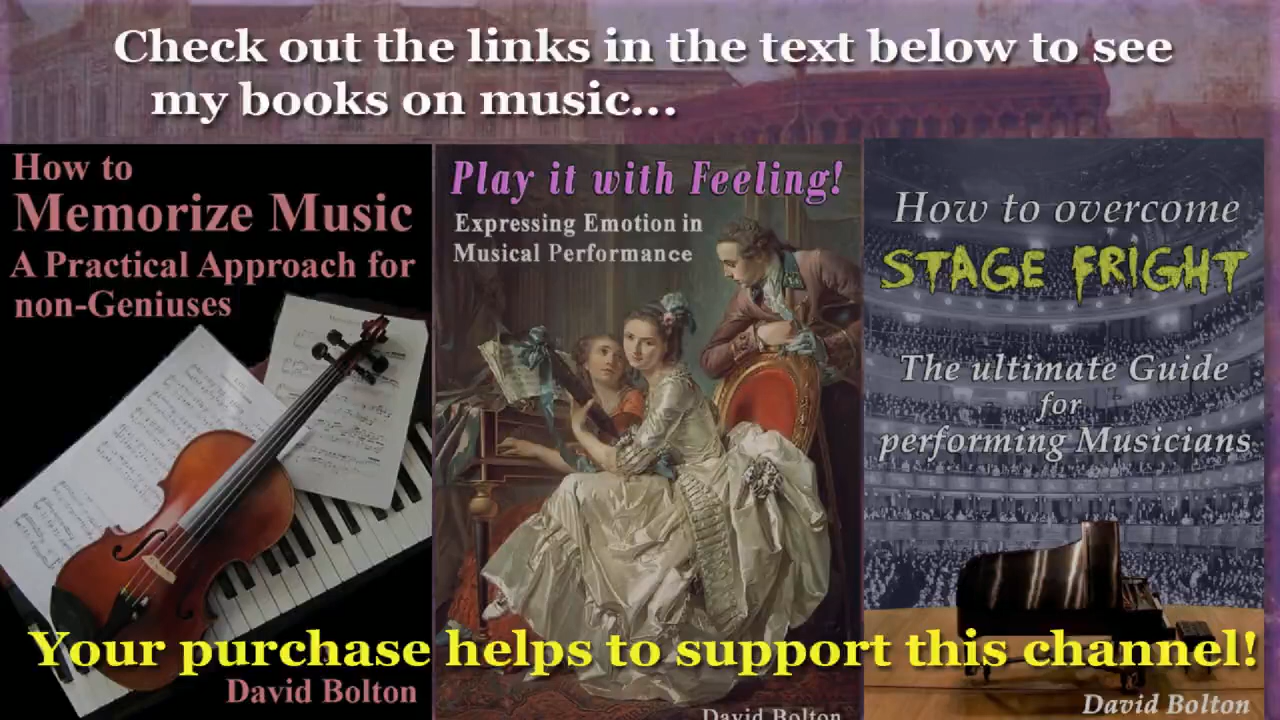 Check out the links in the text below to see
my books on music...
How to
Memorize Music
A Practical Approach for
non-Geniuses
Play it with Feeling!
Expressing Emotion in
Musical Performance
How to overcome
STAGE FRIGHT
The ultimate Guide
for
performing Musicians
Your purchase helps to support this channel!
David Bolton
David Bolton
David Bolton